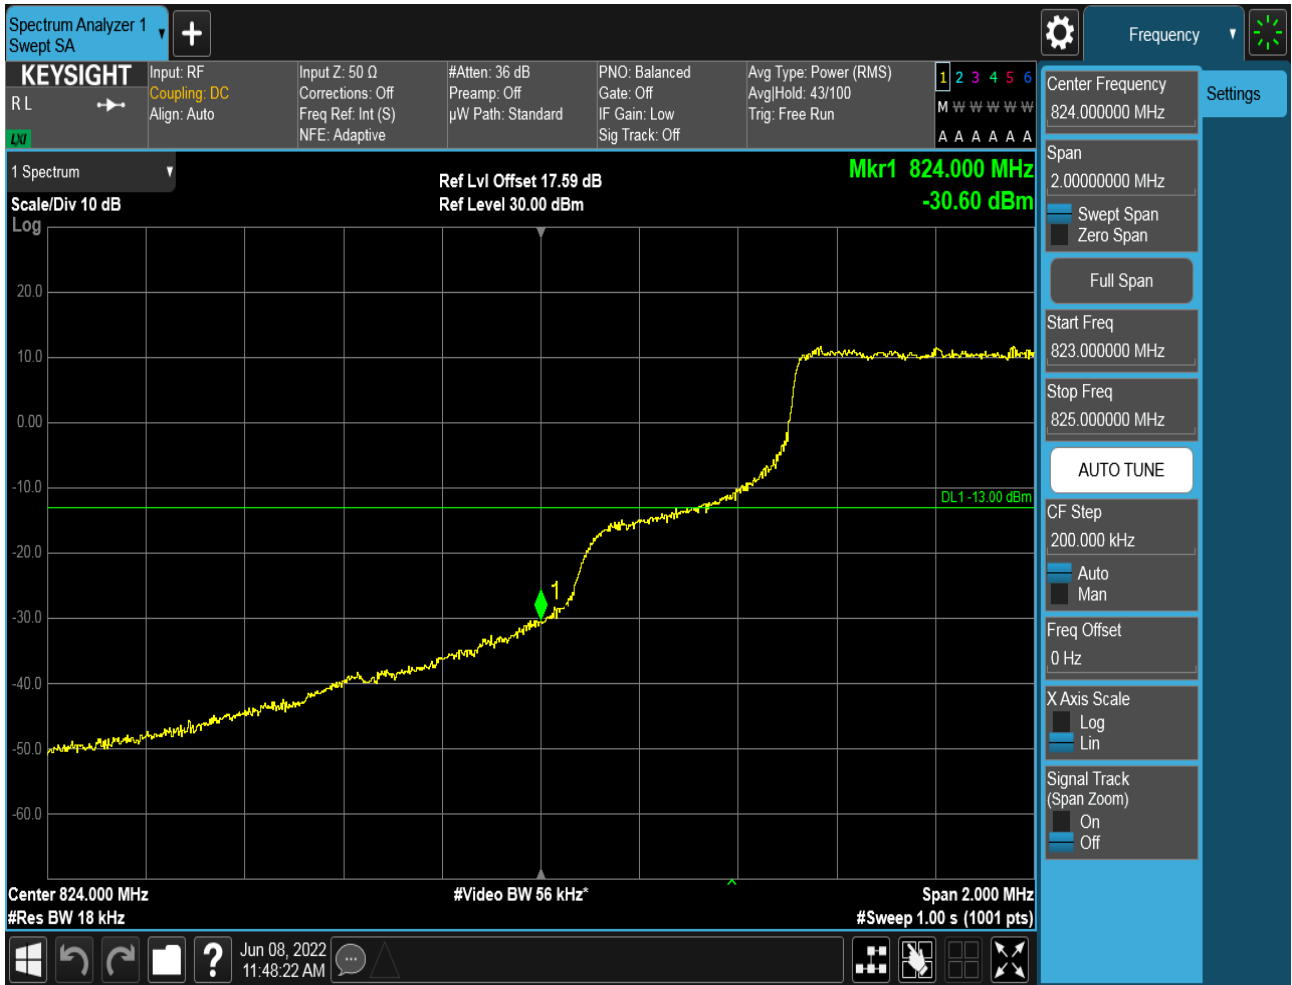 Spectrum Analyzer 1
Swept SA
Frequency
KEYSIGHT
R L
LXI
Input: RF
Coupling: DC
Align: Auto
Input Z: 50 Ω
Corrections: Off
Freq Ref: Int (S)
NFE: Adaptive
#Atten: 36 dB
Preamp: Off
µW Path: Standard
PNO: Balanced
Gate: Off
IF Gain: Low
Sig Track: Off
Avg Type: Power (RMS)
Avg|Hold: 43/100
Trig: Free Run
1 2 3 4 5 6
M W W W W W
A A A A A A
1 Spectrum
Scale/Div 10 dB
Log
Ref Lvl Offset 17.59 dB
Ref Level 30.00 dBm
Mkr1 824.000 MHz
-30.60 dBm
20.0
10.0
0.00
-10.0
-20.0
-30.0
-40.0
-50.0
-60.0
DL1 -13.00 dBm
1
Center 824.000 MHz
#Res BW 18 kHz
#Video BW 56 kHz*
Span 2.000 MHz
#Sweep 1.00 s (1001 pts)
Jun 08, 2022
11:48:22 AM
?
Settings
Center Frequency
824.000000 MHz
Span
2.00000000 MHz
Swept Span
Zero Span
Full Span
Start Freq
823.000000 MHz
Stop Freq
825.000000 MHz
AUTO TUNE
CF Step
200.000 kHz
Auto
Man
Freq Offset
0 Hz
X Axis Scale
Log
Lin
Signal Track
(Span Zoom)
On
Off